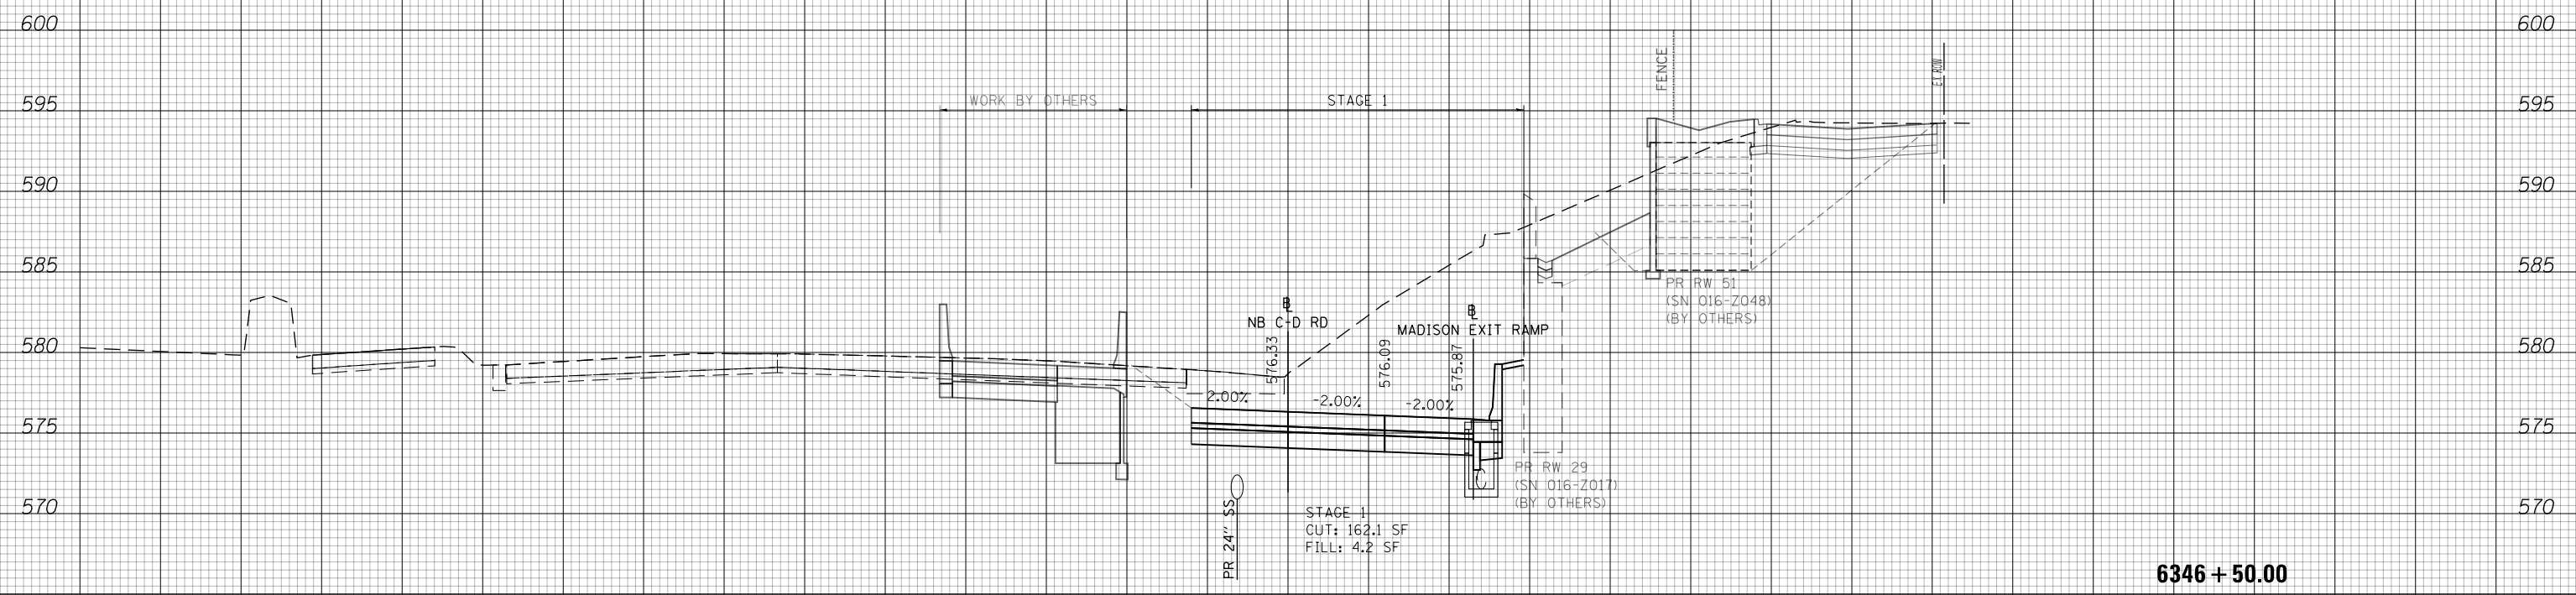 600
600
FENCE
EX ROW
595
WORK BY OTHERS
STAGE 1
595
590
590
585
585
PR RW 51
(SN 016-Z048)
(BY OTHERS)
NB C-D RD
MADISON EXIT RAMP
580
576.33
576.09
575.87
580
2.00%
-2.00%
-2.00%
575
575
PR RW 29
(SN 016-Z017)
(BY OTHERS)
570
PR 24" SS
STAGE 1
CUT: 162.1 SF
FILL: 4.2 SF
570
6346+50.00